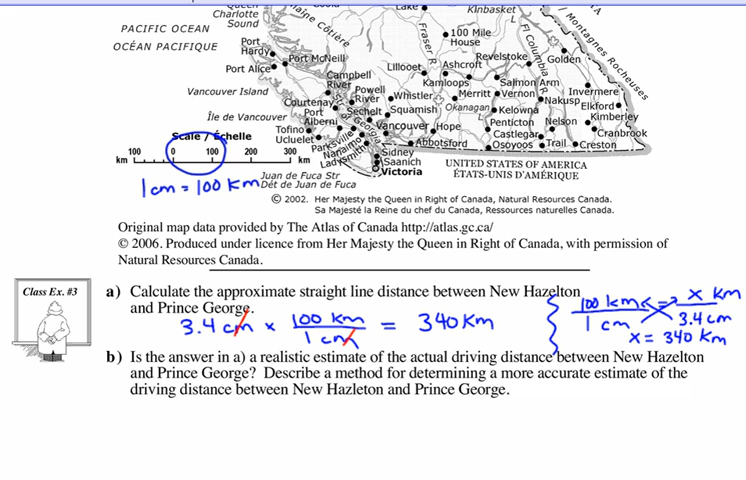 Queen
Charlotte
Sound
PACIFIC OCEAN
OCÉAN PACIFIQUE
Port
Hardy
Port McNeill
Port Alice
Vancouver Island
Île de Vancouver
Côtière
Lake
Kinbasket
L
Fraser R
100 Mile
House
Revelstoke
Golden
Columbia R
Fl Columbia
Montagnes Rocheuses
Lillooet
Ashcroft
Kamloops
Salmon Arm
Invermere
Campbell
River
Powell
River
Whistler
Merritt
Vernon
Nakusp
Elkford
Courtenay
Sechelt
Squamish
Okanagan
Kelowna
Kimberley
Port
Alberni
Vancouver
Hope
Penticton
Nelson
Cranbrook
Tofino
Ucluelet
Castlegar
Parksville
Nanaimo
Ladysmith
Abbotsford
Osoyoos
Trail
Creston
Sidney
Saanich
Victoria
Scale / Échelle
100 0 100 200 300
km km
Juan de Fuca Str
Dét de Juan de Fuca
UNITED STATES OF AMERICA
ÉTATS-UNIS D'AMÉRIQUE
1 cm = 100 km
© 2002. Her Majesty the Queen in Right of Canada, Natural Resources Canada.
Sa Majesté la Reine du chef du Canada, Ressources naturelles Canada.
Original map data provided by The Atlas of Canada http://atlas.gc.ca/
© 2006. Produced under licence from Her Majesty the Queen in Right of Canada, with permission of
Natural Resources Canada.
Class Ex. #3
a) Calculate the approximate straight line distance between New Hazelton
and Prince George.
3.4 cm × 100 km / 1 cm = 340 km
100 km / 1 cm = x km / 3.4 cm
x = 340 km
b) Is the answer in a) a realistic estimate of the actual driving distance between New Hazelton
and Prince George? Describe a method for determining a more accurate estimate of the
driving distance between New Hazleton and Prince George.